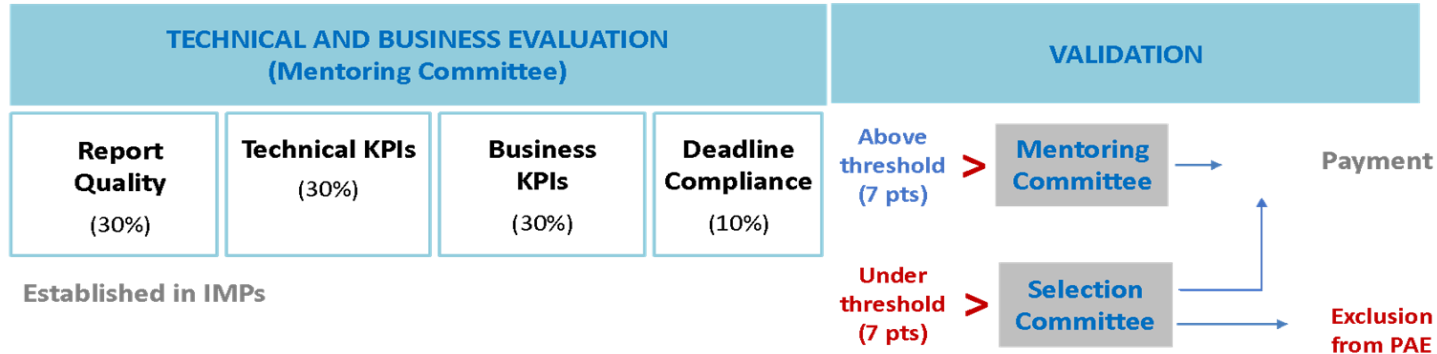 TECHNICAL AND BUSINESS EVALUATION
(Mentoring Committee)
VALIDATION
Report
Quality
(30%)
Technical KPIs
(30%)
Business
KPIs
(30%)
Deadline
Compliance
(10%)
Established in IMPs
Above
threshold
(7 pts)
>
Mentoring
Committee
Payment
Under
threshold
(7 pts)
>
Selection
Committee
Exclusion
from PAE